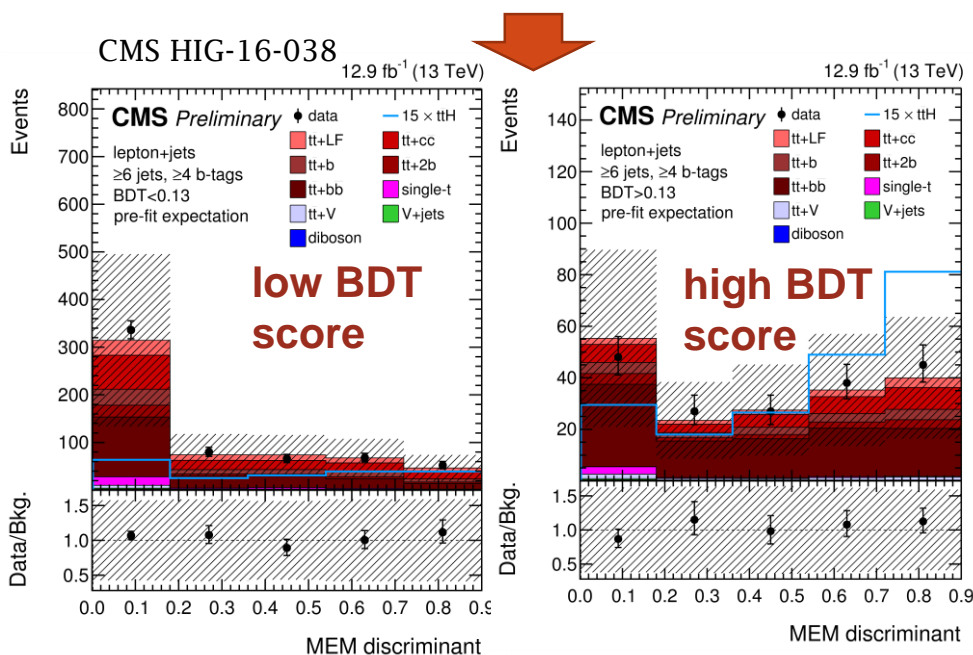 CMS HIG-16-038
12.9 fb⁻¹ (13 TeV)
Events
800
700
600
500
400
300
200
100
CMS Preliminary
lepton+jets
≥6 jets, ≥4 b-tags
BDT<0.13
pre-fit expectation
data
15 × ttH
tt+LF
tt+cc
tt+b
tt+2b
tt+bb
single-t
tt+V
V+jets
diboson
low BDT
score
Data/Bkg.
1.5
1.0
0.5
0.0 0.1 0.2 0.3 0.4 0.5 0.6 0.7 0.8 0.9
MEM discriminant
12.9 fb⁻¹ (13 TeV)
Events
140
120
100
80
60
40
20
CMS Preliminary
lepton+jets
≥6 jets, ≥4 b-tags
BDT>0.13
pre-fit expectation
data
15 × ttH
tt+LF
tt+cc
tt+b
tt+2b
tt+bb
single-t
tt+V
V+jets
diboson
high BDT
score
Data/Bkg.
1.5
1.0
0.5
0.0 0.1 0.2 0.3 0.4 0.5 0.6 0.7 0.8 0.9
MEM discriminant